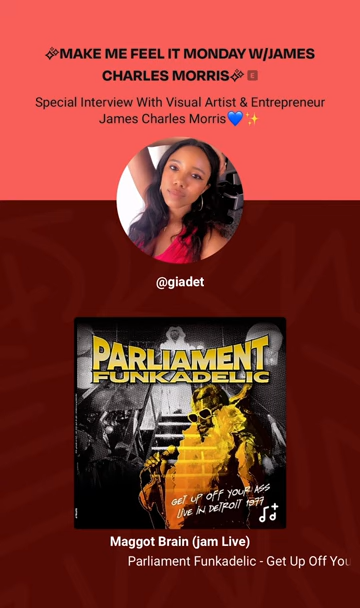 ✨MAKE ME FEEL IT MONDAY W/JAMES
CHARLES MORRIS✨ E
Special Interview With Visual Artist & Entrepreneur
James Charles Morris💙✨
@giadet
PARLIAMENT
FUNKADELIC
GET UP OFF YOUR ASS
LIVE IN DETROIT 1977
Maggot Brain (jam Live)
Parliament Funkadelic - Get Up Off You